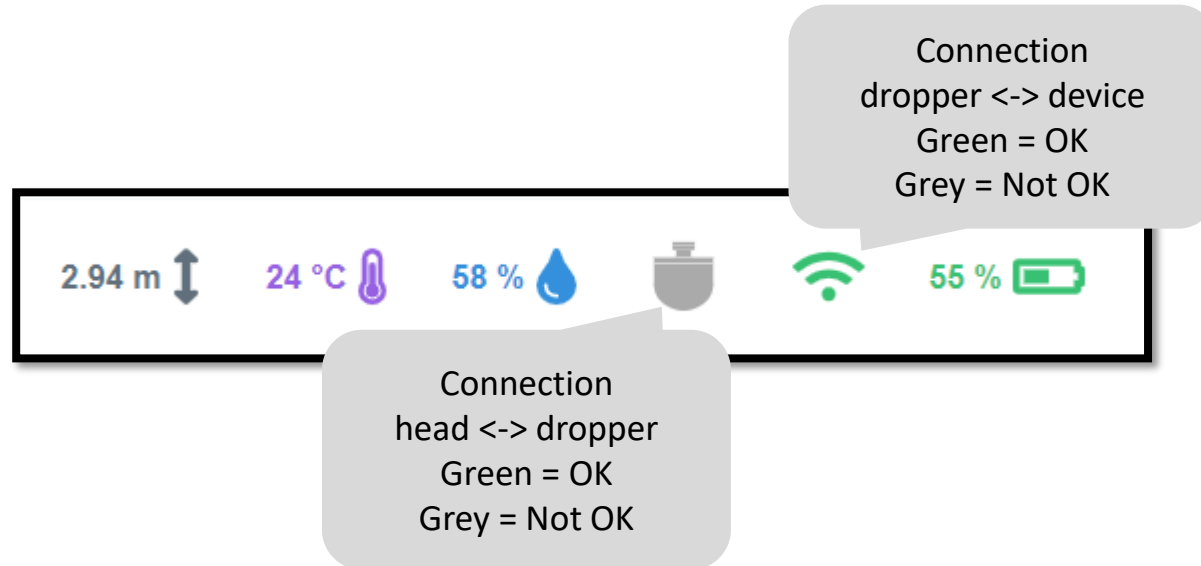 Connection
dropper <-> device
Green = OK
Grey = Not OK
2.94 m
24 °C
58 %
55 %
Connection
head <-> dropper
Green = OK
Grey = Not OK